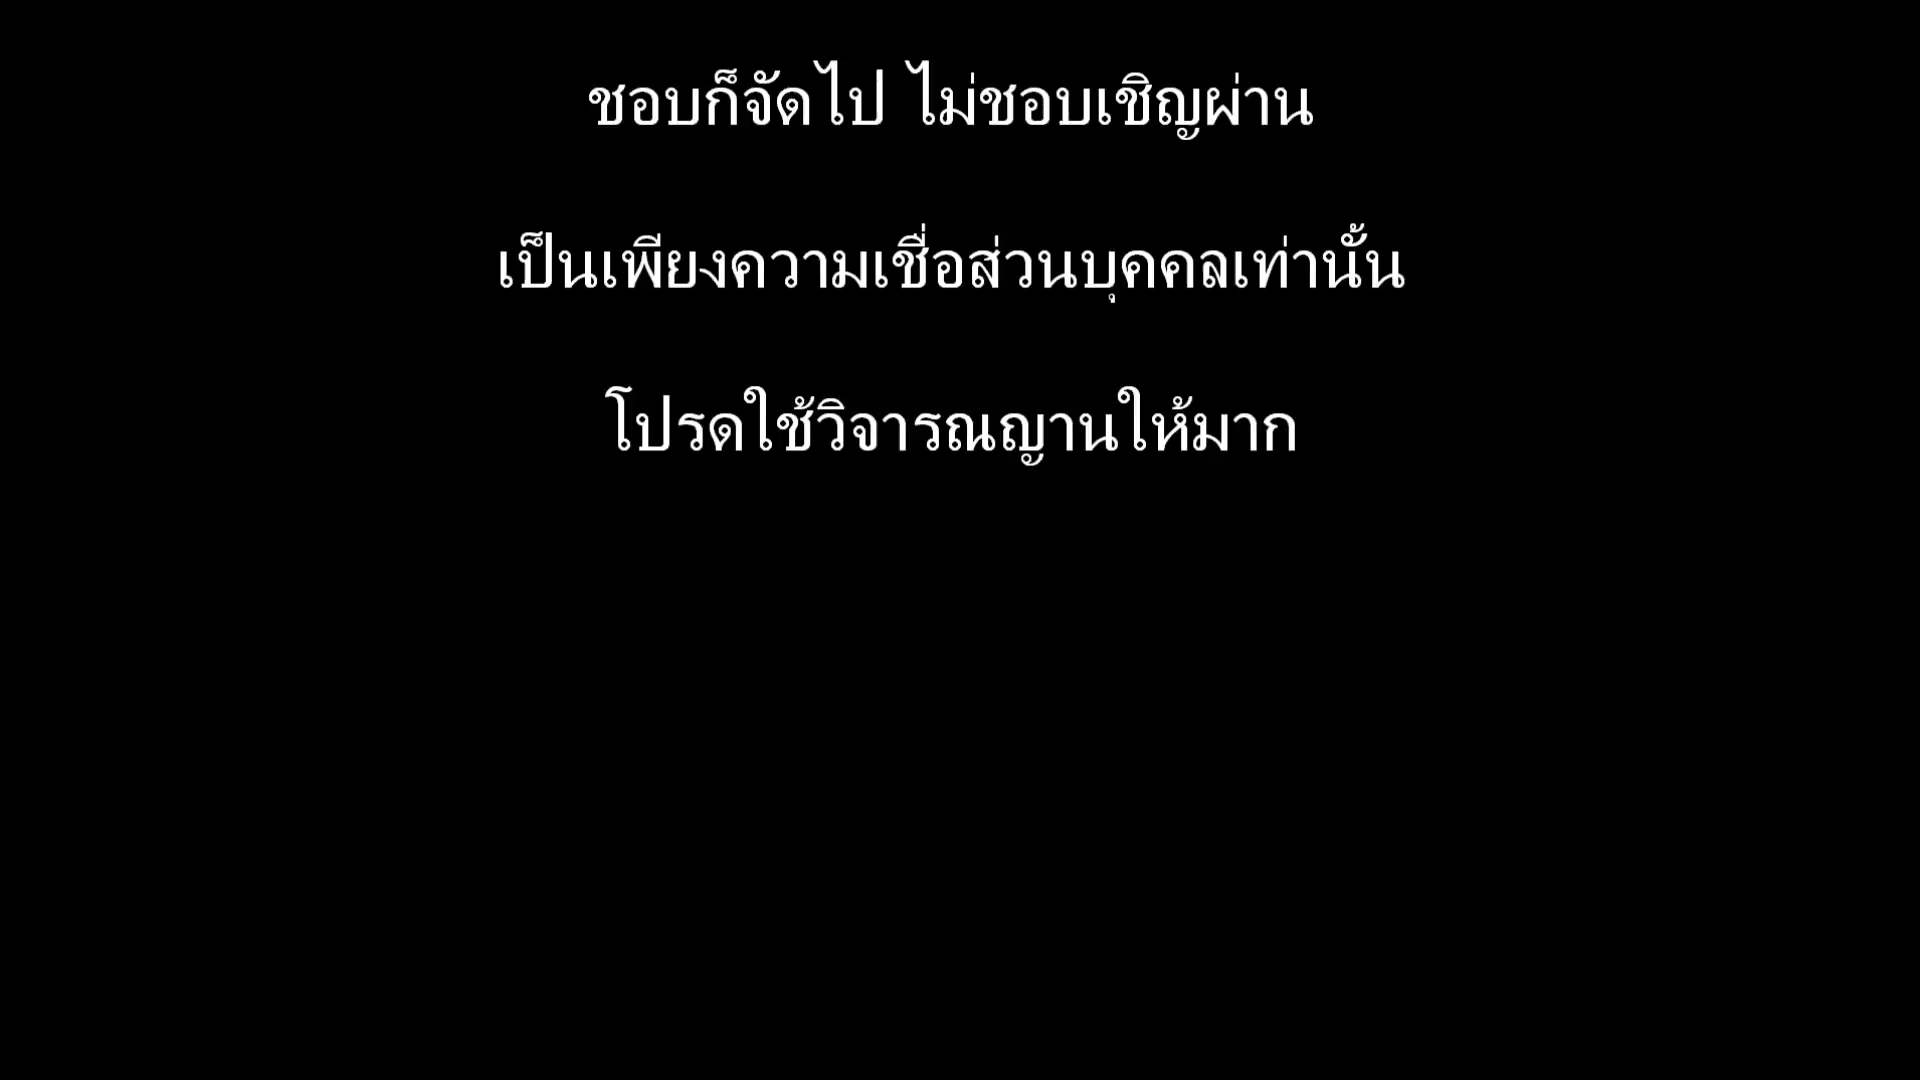 ชอบก็จัดไป ไม่ชอบเชิญผ่าน
เป็นเพียงความเชื่อส่วนบุคคลเท่านั้น
โปรดใช้วิจารณญานให้มาก